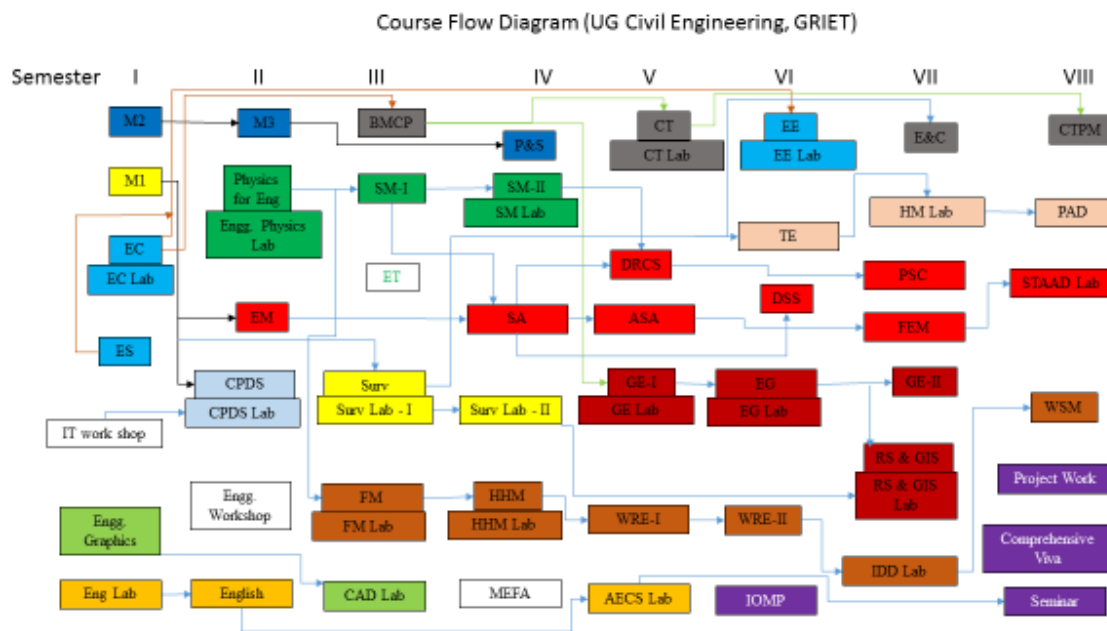 Course Flow Diagram (UG Civil Engineering, GRIET)
Semester I II III IV V VI VII VIII
M2
M3
BMCP
P&S
CT
CT Lab
EE
EE Lab
E&C
CTPM
M1
Physics
for Eng
Engg. Physics
Lab
SM-I
SM-II
SM Lab
HM Lab
PAD
EC
EC Lab
ET
TE
DRCS
PSC
STAAD Lab
DSS
EM
SA
ASA
FEM
ES
CPDS
CPDS Lab
Surv
Surv Lab - I
Surv Lab - II
GE-I
GE Lab
EG
EG Lab
GE-II
WSM
IT work shop
RS & GIS
RS & GIS
Lab
Project Work
Engg.
Workshop
FM
FM Lab
HHM
HHM Lab
WRE-I
WRE-II
Engg.
Graphics
Comprehensive
Viva
IDD Lab
Eng Lab
English
CAD Lab
MEFA
AECS Lab
IOMP
Seminar